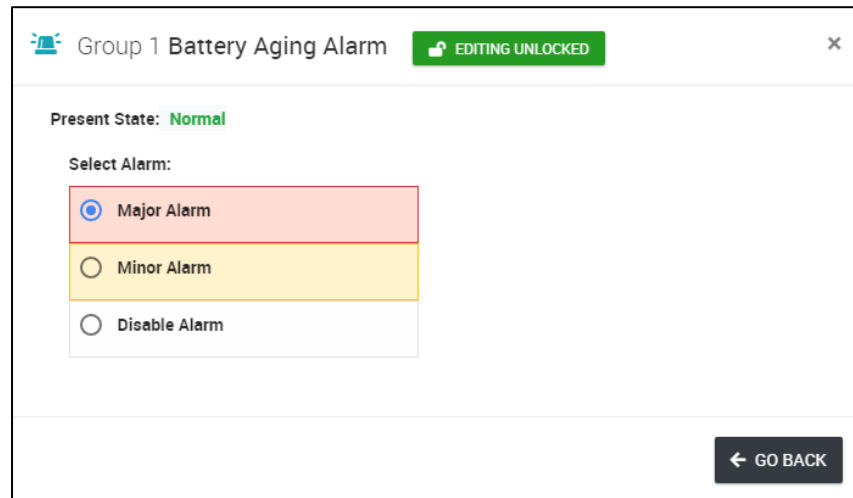 Group 1 Battery Aging Alarm EDITING UNLOCKED ×
Present State: Normal
Select Alarm:
Major Alarm
Minor Alarm
Disable Alarm
← GO BACK